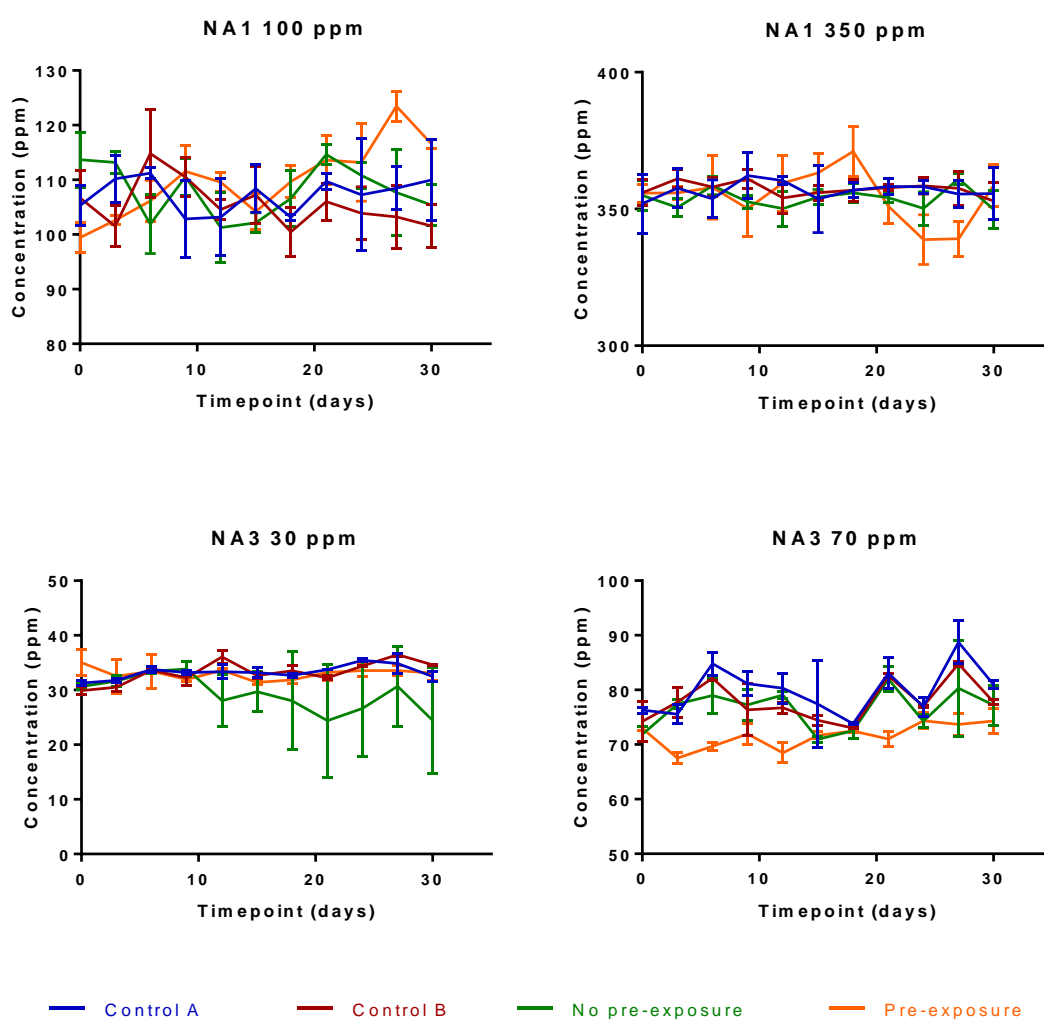 NA1 100 ppm
Concentration (ppm)
130
120
110
100
90
80
0 10 20 30
Timepoint (days)
NA1 350 ppm
Concentration (ppm)
400
350
300
0 10 20 30
Timepoint (days)
NA3 30 ppm
Concentration (ppm)
50
40
30
20
10
0
0 10 20 30
Timepoint (days)
NA3 70 ppm
Concentration (ppm)
100
90
80
70
60
50
0 10 20 30
Timepoint (days)
Control A Control B No pre-exposure Pre-exposure